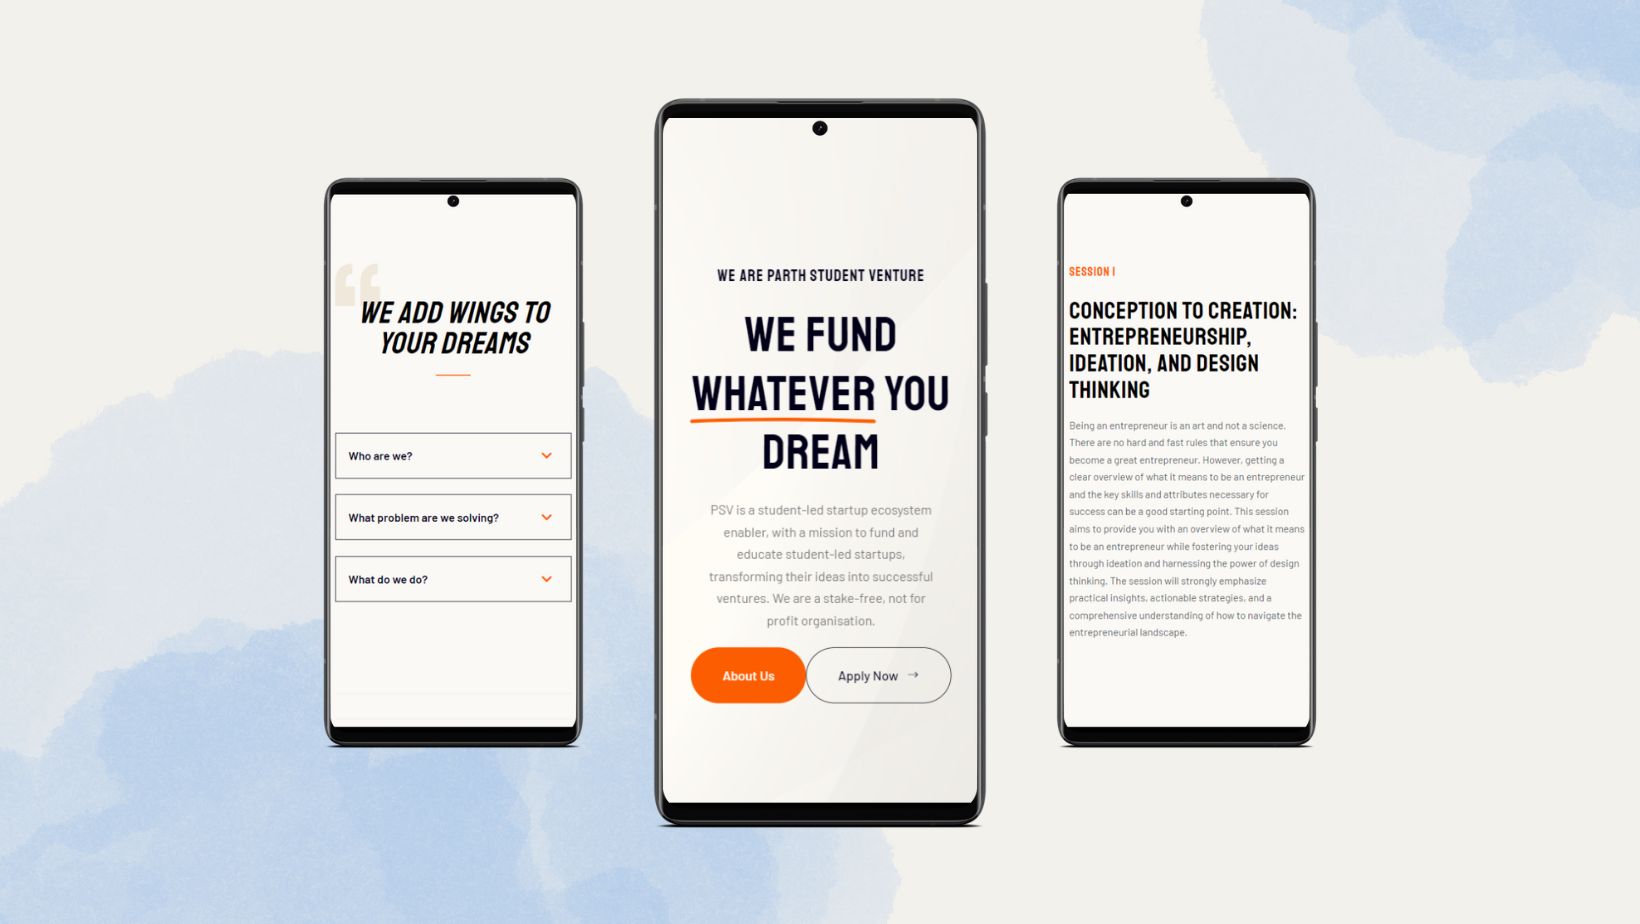 WE ADD WINGS TO
YOUR DREAMS
Who are we?
What problem are we solving?
What do we do?
WE ARE PARTH STUDENT VENTURE
WE FUND
WHATEVER YOU
DREAM
PSV is a student-led startup ecosystem
enabler, with a mission to fund and
educate student-led startups,
transforming their ideas into successful
ventures. We are a stake-free, not for
profit organisation.
About Us
Apply Now →
SESSION I
CONCEPTION TO CREATION:
ENTREPRENEURSHIP,
IDEATION, AND DESIGN
THINKING
Being an entrepreneur is an art and not a science.
There are no hard and fast rules that ensure you
become a great entrepreneur. However, getting a
clear overview of what it means to be an entrepreneur
and the key skills and attributes necessary for
success can be a good starting point. This session
aims to provide you with an overview of what it means
to be an entrepreneur while fostering your ideas
through ideation and harnessing the power of design
thinking. The session will strongly emphasize
practical insights, actionable strategies, and a
comprehensive understanding of how to navigate the
entrepreneurial landscape.